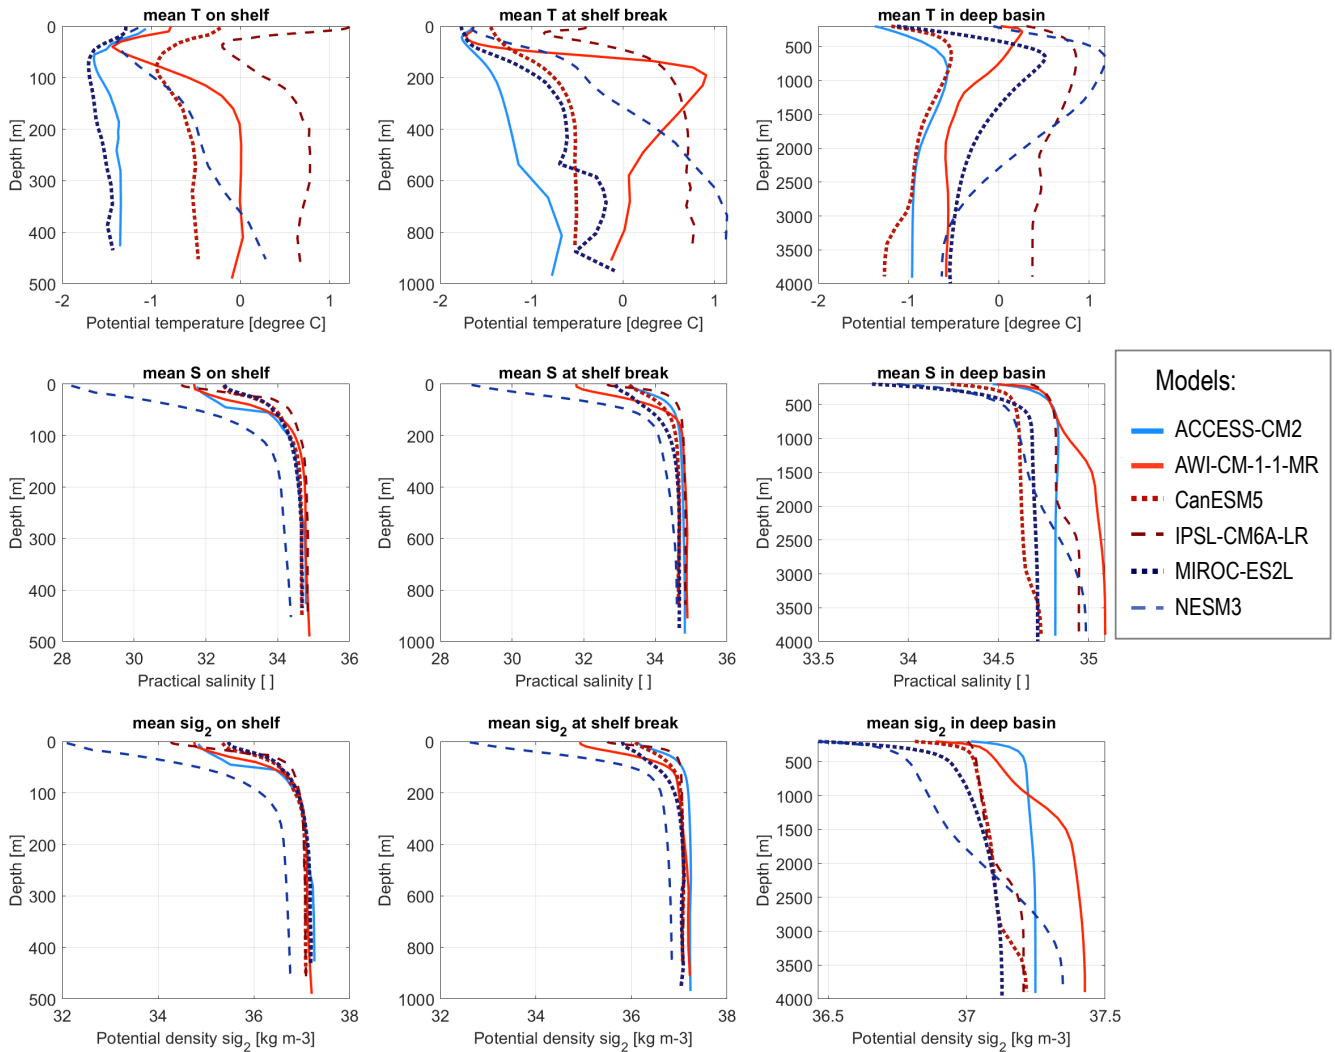 mean T on shelf
0
100
200
300
400
500
Depth [m]
-2
-1
0
1
Potential temperature [degree C]
mean T at shelf break
0
200
400
600
800
1000
Depth [m]
-2
-1
0
1
Potential temperature [degree C]
mean T in deep basin
500
1000
1500
2000
2500
3000
3500
4000
Depth [m]
-2
-1
0
1
Potential temperature [degree C]
mean S on shelf
0
100
200
300
400
500
Depth [m]
28
30
32
34
36
Practical salinity [ ]
mean S at shelf break
0
200
400
600
800
1000
Depth [m]
28
30
32
34
36
Practical salinity [ ]
mean S in deep basin
500
1000
1500
2000
2500
3000
3500
4000
Depth [m]
33.5
34
34.5
35
Practical salinity [ ]
Models:
ACCESS-CM2
AWI-CM-1-1-MR
CanESM5
IPSL-CM6A-LR
MIROC-ES2L
NESM3
mean sig2 on shelf
0
100
200
300
400
500
Depth [m]
32
34
36
38
Potential density sig2 [kg m-3]
mean sig2 at shelf break
0
200
400
600
800
1000
Depth [m]
32
34
36
38
Potential density sig2 [kg m-3]
mean sig2 in deep basin
500
1000
1500
2000
2500
3000
3500
4000
Depth [m]
36.5
37
37.5
Potential density sig2 [kg m-3]